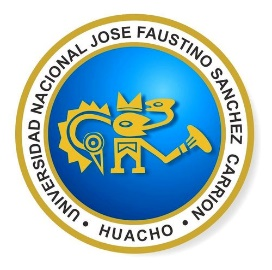 UNIVERSIDAD NACIONAL JOSE FAUSTINO SANCHEZ CARRION
• HUACHO •